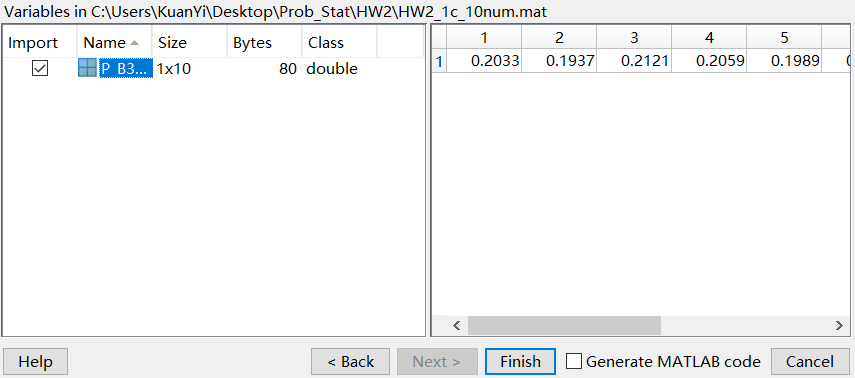 Variables in C:\Users\KuanYi\Desktop\Prob_Stat\HW2\HW2_1c_10num.mat
Import Name Size Bytes Class
P_B3... 1x10 80 double
1 2 3 4 5
1 0.2033 0.1937 0.2121 0.2059 0.1989
Help < Back Next > Finish Generate MATLAB code Cancel